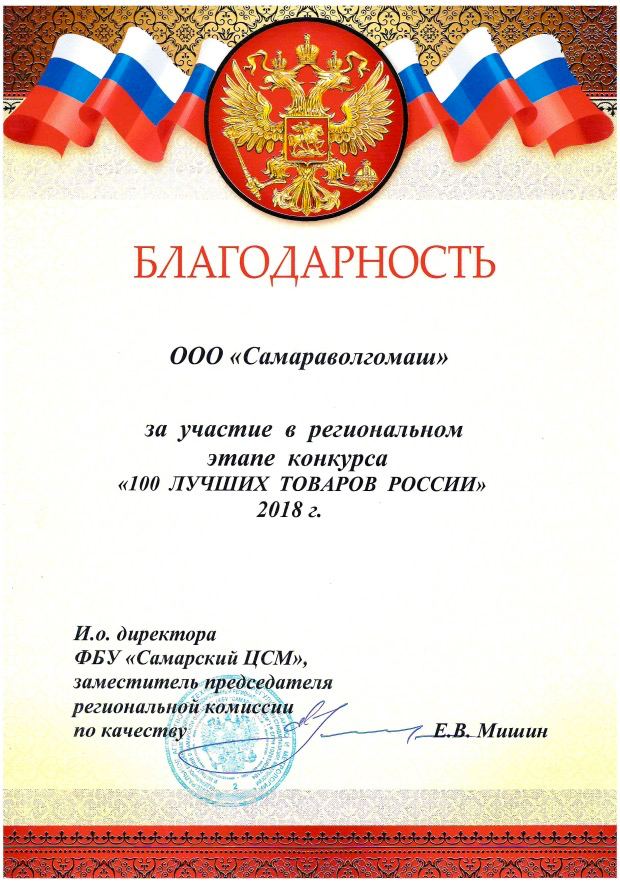 БЛАГОДАРНОСТЬ
ООО «Самараволгомаш»
за участие в региональном
этапе конкурса
«100 ЛУЧШИХ ТОВАРОВ РОССИИ»
2018 г.
И.о. директора
ФБУ «Самарский ЦСМ»,
заместитель председателя
региональной комиссии
по качеству
Е.В. Мишин
2